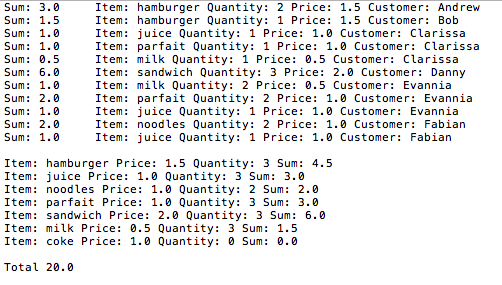 Sum: 3.0     Item: hamburger Quantity: 2 Price: 1.5 Customer: Andrew
Sum: 1.5     Item: hamburger Quantity: 1 Price: 1.5 Customer: Bob
Sum: 1.0     Item: juice Quantity: 1 Price: 1.0 Customer: Clarissa
Sum: 1.0     Item: parfait Quantity: 1 Price: 1.0 Customer: Clarissa
Sum: 0.5     Item: milk Quantity: 1 Price: 0.5 Customer: Clarissa
Sum: 6.0     Item: sandwich Quantity: 3 Price: 2.0 Customer: Danny
Sum: 1.0     Item: milk Quantity: 2 Price: 0.5 Customer: Evannia
Sum: 2.0     Item: parfait Quantity: 2 Price: 1.0 Customer: Evannia
Sum: 1.0     Item: juice Quantity: 1 Price: 1.0 Customer: Evannia
Sum: 2.0     Item: noodles Quantity: 2 Price: 1.0 Customer: Fabian
Sum: 1.0     Item: juice Quantity: 1 Price: 1.0 Customer: Fabian

Item: hamburger Price: 1.5 Quantity: 3 Sum: 4.5
Item: juice Price: 1.0 Quantity: 3 Sum: 3.0
Item: noodles Price: 1.0 Quantity: 2 Sum: 2.0
Item: parfait Price: 1.0 Quantity: 3 Sum: 3.0
Item: sandwich Price: 2.0 Quantity: 3 Sum: 6.0
Item: milk Price: 0.5 Quantity: 3 Sum: 1.5
Item: coke Price: 1.0 Quantity: 0 Sum: 0.0

Total 20.0